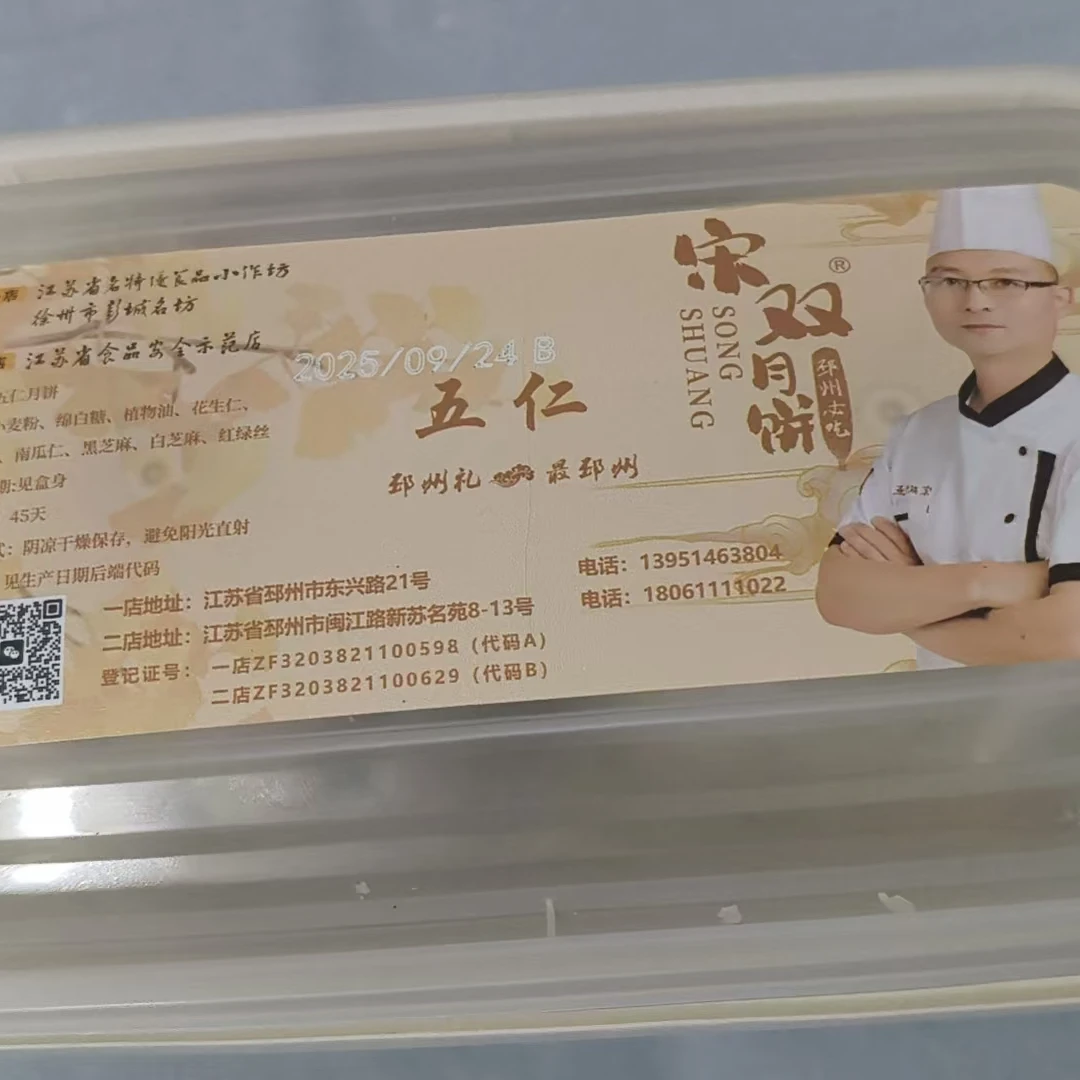 店 江苏省名特优食品小作坊
徐州市彭城名坊
店 江苏省食品安全示范店
五仁月饼
小麦粉、绵白糖、植物油、花生仁、
、南瓜仁、黑芝麻、白芝麻、红绿丝
期:见盒身
45天
式：阴凉干燥保存，避免阳光直射
见生产日期后端代码
一店地址：江苏省邳州市东兴路21号
二店地址：江苏省邳州市闽江路新苏名苑8-13号
登记证号：一店ZF3203821100598（代码A）
二店ZF3203821100629（代码B）
2025/09/24 B
五仁
邳州礼 最邳州
电话：13951463804
电话：18061111022
宋双月饼®
SONG
SHUANG
邳州古吃